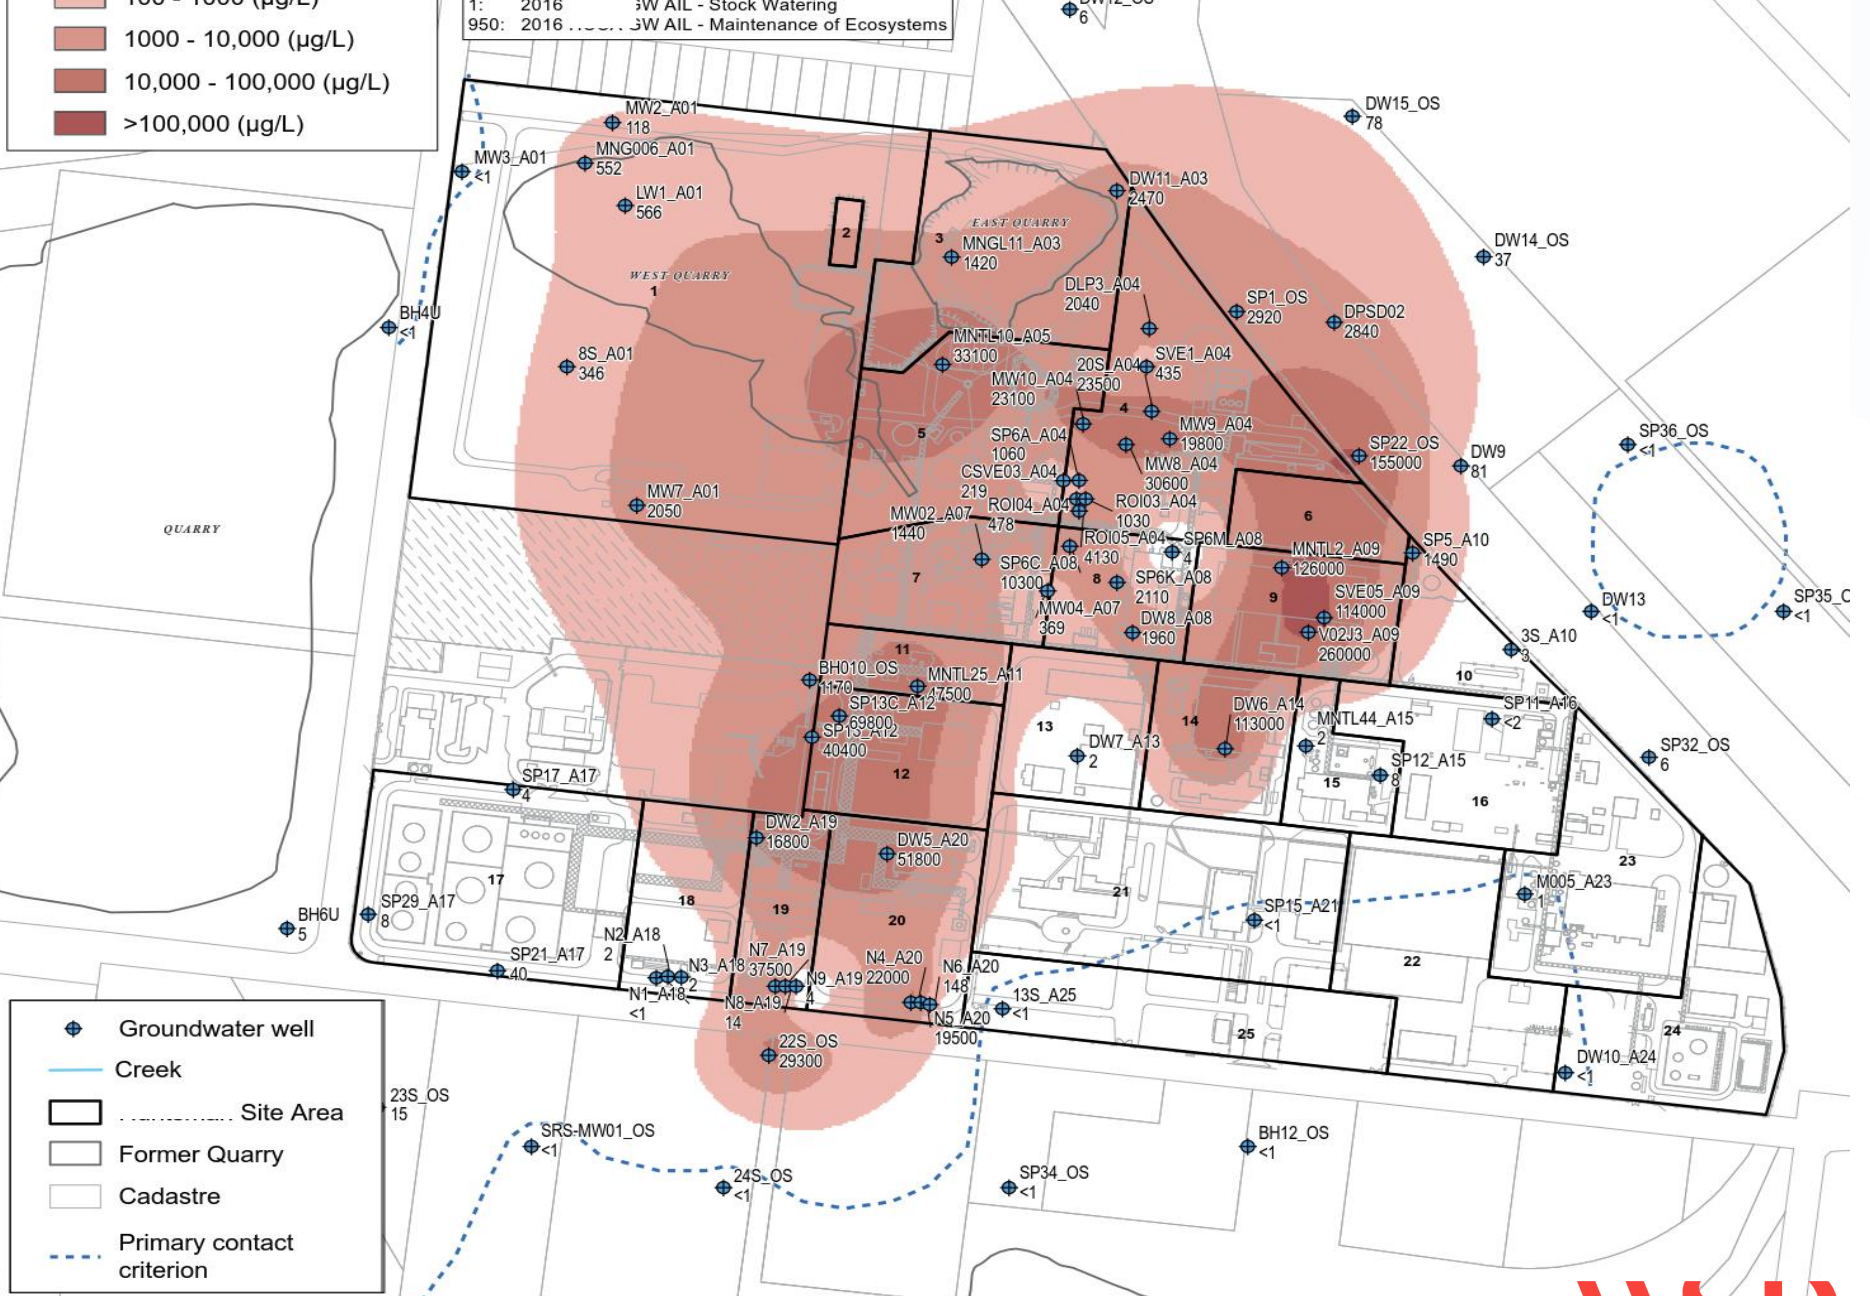 100 - 1000 (µg/L)
1000 - 10,000 (µg/L)
10,000 - 100,000 (µg/L)
>100,000 (µg/L)
1: 2016 GW AIL - Stock Watering
950: 2016 GW AIL - Maintenance of Ecosystems
DW12_OS
6
MW2_A01
118
DW15_OS
78
MNG006_A01
552
MW3_A01
<1
LW1_A01
566
DW11_A03
2470
2
3
EAST QUARRY
MNGL11_A03
1420
DW14_OS
37
WEST QUARRY
1
DLP3_A04
2040
SP1_OS
2920
DPSD02
2840
BH4U
<1
MNTL10_A05
33100
8S_A01
346
SVE1_A04
435
20S_A04
23500
MW10_A04
23100
4
5
SP6A_A04
1060
MW9_A04
19800
SP22_OS
155000
DW9
81
SP36_OS
<1
MW8_A04
30600
CSVE03_A04
219
MW7_A01
2050
ROI03_A04
1030
ROI04_A04
478
MW02_A07
1440
6
QUARRY
ROI05_A04
4130
SP6M_A08
4
MNTL2_A09
126000
SP5_A10
1490
SP6C_A08
10300
7
8
SP6K_A08
2110
9
SVE05_A09
114000
DW13
<1
SP35_O
<1
MW04_A07
369
DW8_A08
1960
V02J3_A09
260000
3S_A10
3
11
BH010_OS
1170
MNTL25_A11
47500
10
SP13C_A12
69800
SP13_A12
40400
13
DW7_A13
2
14
DW6_A14
113000
MNTL44_A15
2
SP11_A16
<2
SP12_A15
8
15
16
SP32_OS
6
12
SP17_A17
4
DW2_A19
16800
DW5_A20
51800
17
18
19
20
21
22
23
M005_A23
1
SP29_A17
8
BH6U
5
SP15_A21
<1
SP21_A17
40
N2_A18
2
N3_A18
2
N1_A18
<1
N7_A19
37500
N9_A19
4
N8_A19
14
N4_A20
22000
N6_A20
148
N5_A20
19500
13S_A25
<1
25
24
22S_OS
29300
DW10_A24
<1
23S_OS
15
SRS-MW01_OS
<1
24S_OS
<1
SP34_OS
<1
BH12_OS
<1
Groundwater well
Creek
Site Area
Former Quarry
Cadastre
Primary contact
criterion